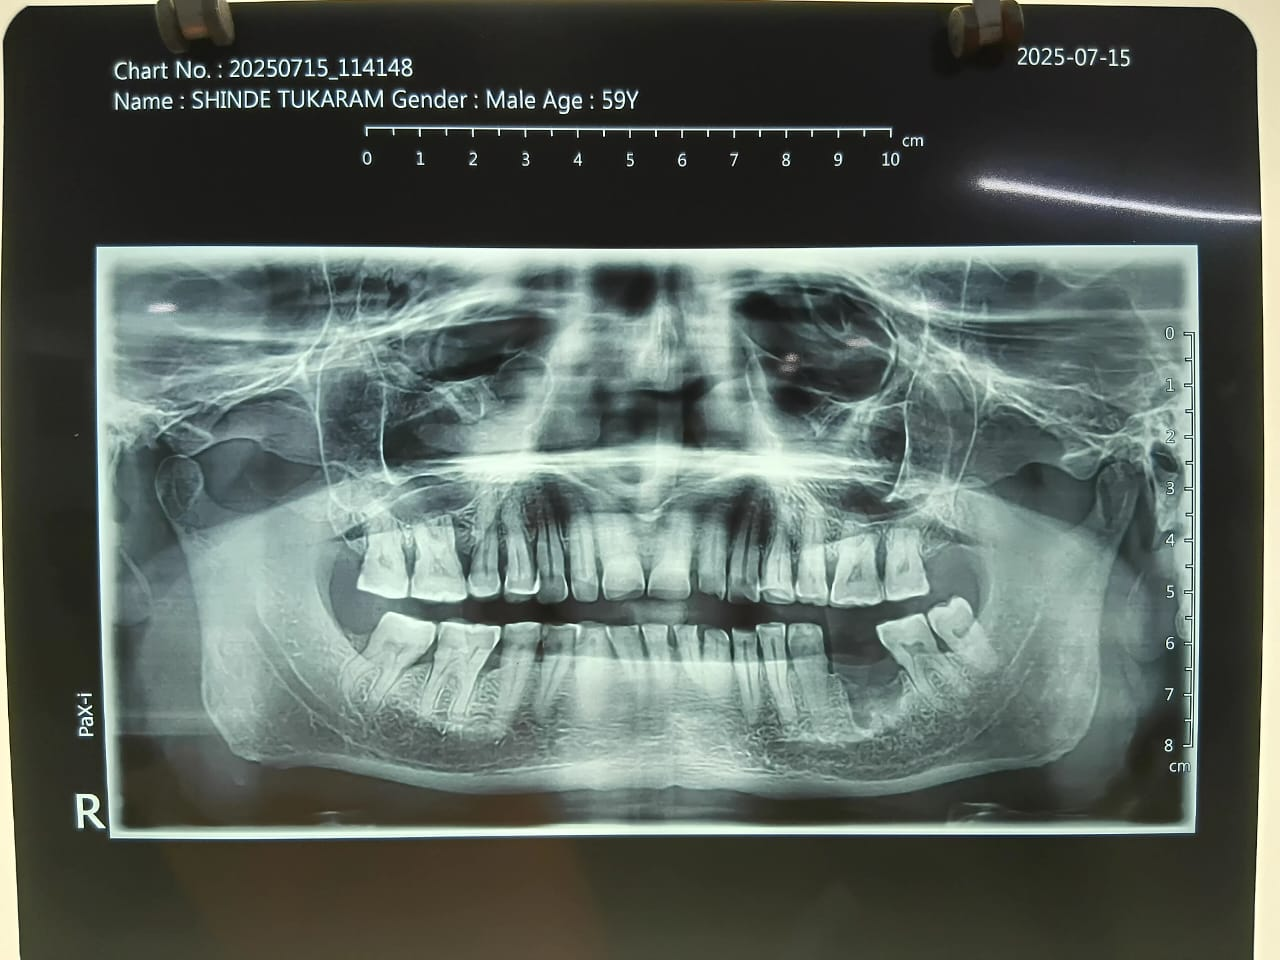 Chart No. : 20250715_114148
2025-07-15
Name : SHINDE TUKARAM Gender : Male Age : 59Y
cm
0 1 2 3 4 5 6 7 8 9 10
0
1
2
3
4
5
6
7
8
cm
PaX-i
R